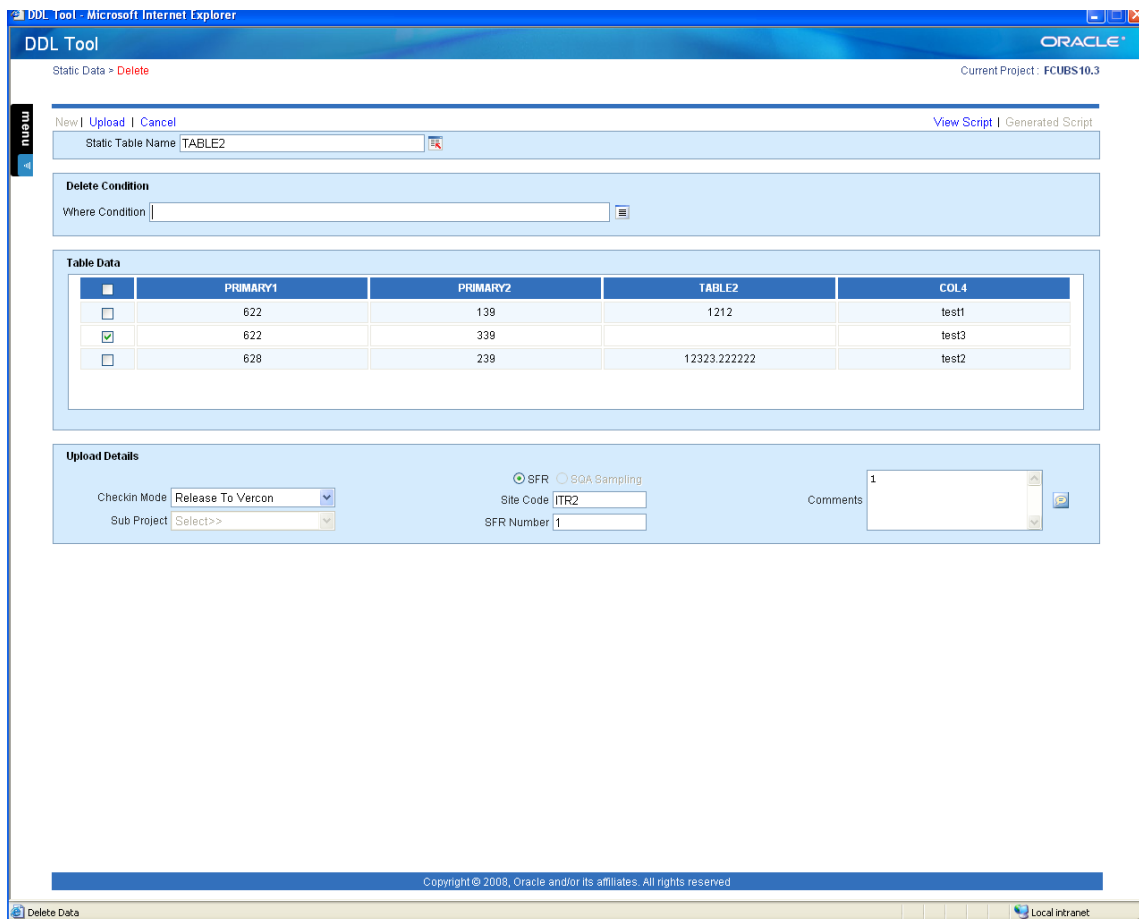 DDL Tool - Microsoft Internet Explorer
DDL Tool ORACLE
Static Data > Delete Current Project : FCUBS10.3
menu
New | Upload | Cancel View Script | Generated Script
Static Table Name TABLE2
Delete Condition
Where Condition
Table Data
PRIMARY1 PRIMARY2 TABLE2 COL4
622 139 1212 test1
622 339 test3
628 239 12323.222222 test2
Upload Details
SFR SQA Sampling
Checkin Mode Release To Vercon Site Code ITR2 Comments 1
Sub Project Select>> SFR Number 1
Copyright © 2008, Oracle and/or its affiliates. All rights reserved
Delete Data Local intranet